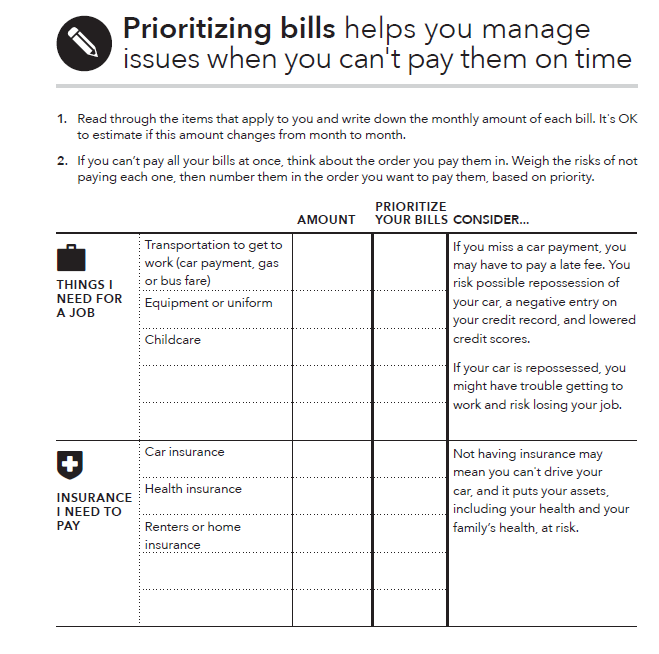 Prioritizing bills helps you manage
issues when you can't pay them on time
1. Read through the items that apply to you and write down the monthly amount of each bill. It's OK
to estimate if this amount changes from month to month.
2. If you can't pay all your bills at once, think about the order you pay them in. Weigh the risks of not
paying each one, then number them in the order you want to pay them, based on priority.
AMOUNT
PRIORITIZE
YOUR BILLS
CONSIDER...
THINGS I
NEED FOR
A JOB
Transportation to get to
work (car payment, gas
or bus fare)
Equipment or uniform
Childcare
If you miss a car payment, you
may have to pay a late fee. You
risk possible repossession of
your car, a negative entry on
your credit record, and lowered
credit scores.
If your car is repossessed, you
might have trouble getting to
work and risk losing your job.
INSURANCE
I NEED TO
PAY
Car insurance
Health insurance
Renters or home
insurance
Not having insurance may
mean you can't drive your
car, and it puts your assets,
including your health and your
family's health, at risk.